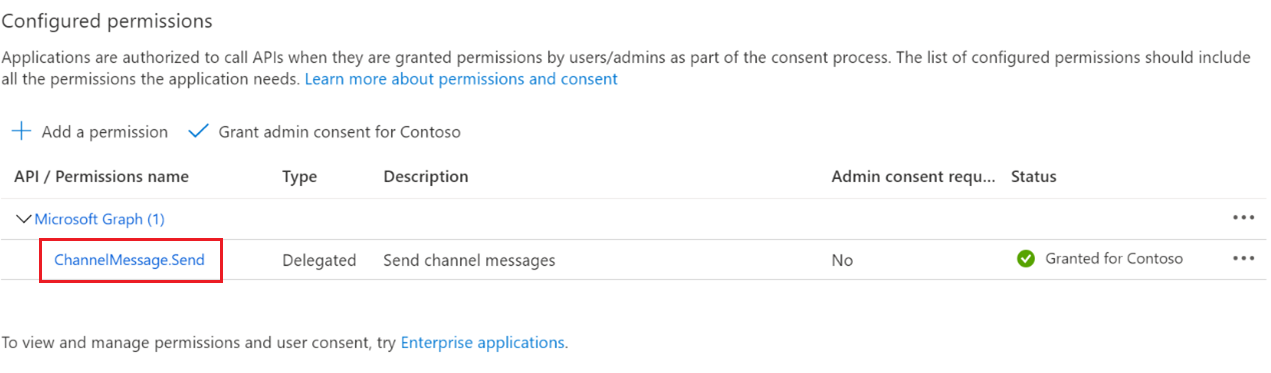 Configured permissions
Applications are authorized to call APIs when they are granted permissions by users/admins as part of the consent process. The list of configured permissions should include
all the permissions the application needs. Learn more about permissions and consent
Add a permission Grant admin consent for Contoso
API / Permissions name Type Description Admin consent requ... Status
Microsoft Graph (1)
ChannelMessage.Send Delegated Send channel messages No Granted for Contoso
To view and manage permissions and user consent, try Enterprise applications.